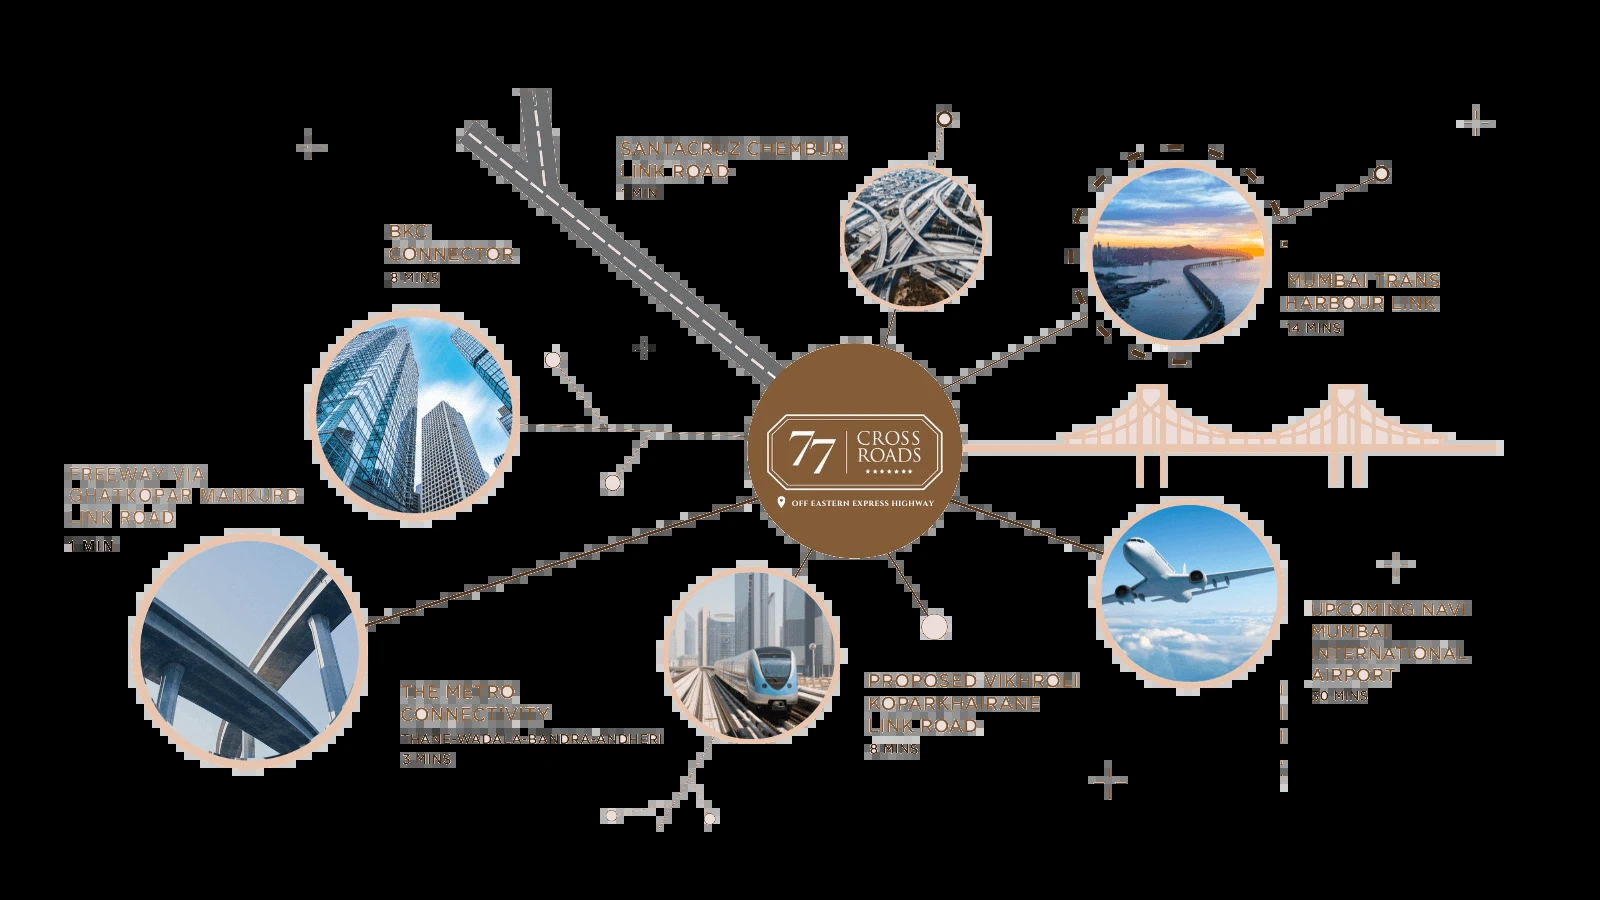 SANTACRUZ CHEMBUR
LINK ROAD
1 MIN
BKC
CONNECTOR
8 MINS
MUMBAI TRANS
HARBOUR LINK
14 MINS
77
CROSS
ROADS
OFF EASTERN EXPRESS HIGHWAY
FREEWAY VIA
GHATKOPAR MANKURD
LINK ROAD
1 MIN
UPCOMING NAVI
MUMBAI
INTERNATIONAL
AIRPORT
30 MINS
THE METRO
CONNECTIVITY
THANE-WADALA-BANDRA-ANDHERI
3 MINS
PROPOSED VIKHROLI
KOPARKHAIRANE
LINK ROAD
8 MINS